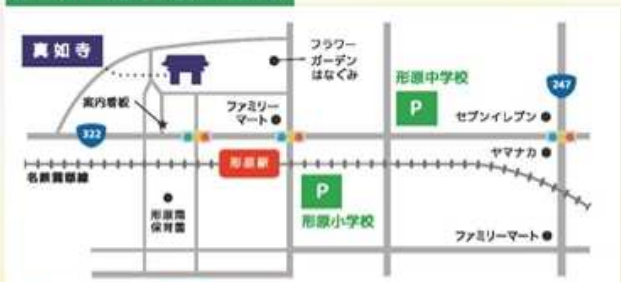 真如寺
フラワー
ガーデン
はなぐみ
形原中学校
P
247
案内看板
ファミリー
マート
セブンイレブン
322
ヤマナカ
名鉄蒲郡線
形原駅
P
形原小学校
形原南
保育園
ファミリーマート